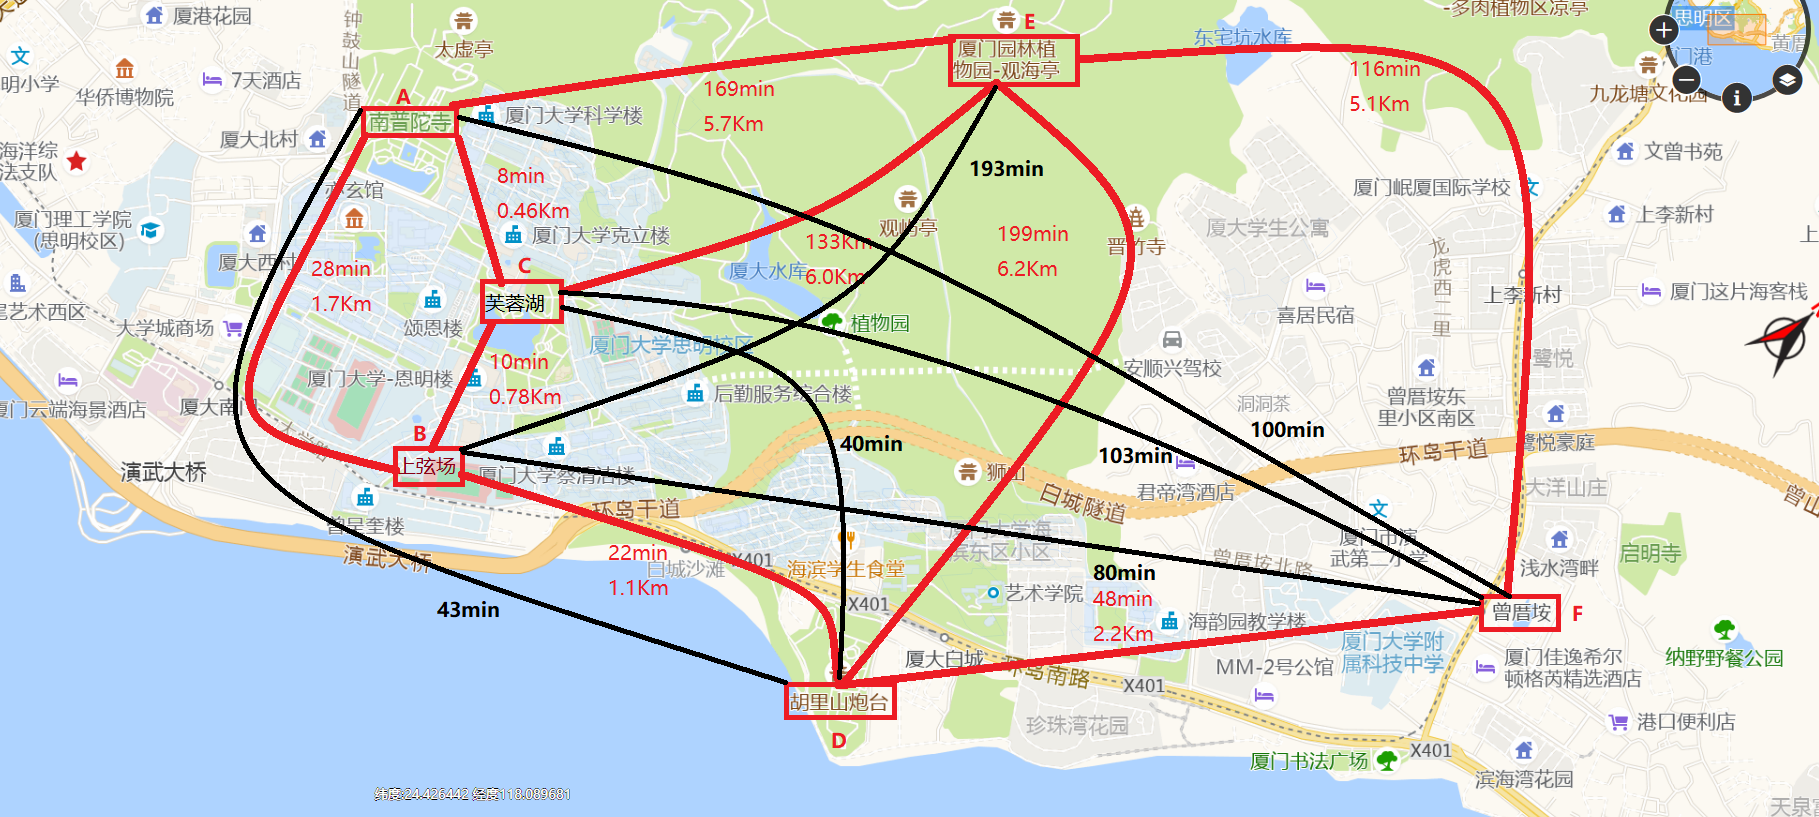 厦港花园
太虚亭
明小学
华侨博物院
7天酒店
钟鼓山隧道
A
南普陀寺
厦门大学科学楼
厦大北村
海洋综
法支队
亦玄馆
厦门理工学院
(思明校区)
厦大西村
8min
0.46Km
厦门大学克立楼
28min
1.7Km
C
芙蓉湖
颂恩楼
大学城商场
尾艺术西区
厦门大学思明校区
10min
0.78Km
厦门大学-恩明楼
厦门云端海景酒店
厦大南门
B
上弦场
厦门大学蔡清洁楼
演武大桥
曾呈奎楼
演武大桥
环岛干道
22min
1.1Km
白城沙滩
X401
43min
E
厦门园林植
物园-观海亭
169min
5.7Km
193min
观屿亭
133Km
6.0Km
厦大水库
199min
6.2Km
晋竹寺
植物园
后勤服务综合楼
40min
狮山
白城隧道
103min
100min
君帝湾酒店
海滨学生食堂
X401
艺术学院
80min
48min
2.2Km
海韵园教学楼
厦大白城
环岛南路
胡里山炮台
D
珍珠湾花园
X401
MM-2号公馆
厦门大学附
属科技中学
曾厝垵北路
厦门市演
武第二小学
曾厝垵
F
东宅坑水库
116min
5.1Km
-多肉植物区凉亭
思明区
九龙塘文化园
文曾书苑
厦门岷厦国际学校
上李新村
厦大学生公寓
龙虎西二里
上李新村
厦门这片海客栈
喜居民宿
安顺兴驾校
鹭悦
曾厝垵东
里小区南区
洞洞茶
鹭悦豪庭
环岛干道
大洋山庄
曾山
浅水湾畔
启明寺
厦门佳逸希尔
顿格芮精选酒店
纳野野餐公园
港口便利店
X401
厦门书法广场
滨海湾花园
纬度:24.426442 经度118.089681